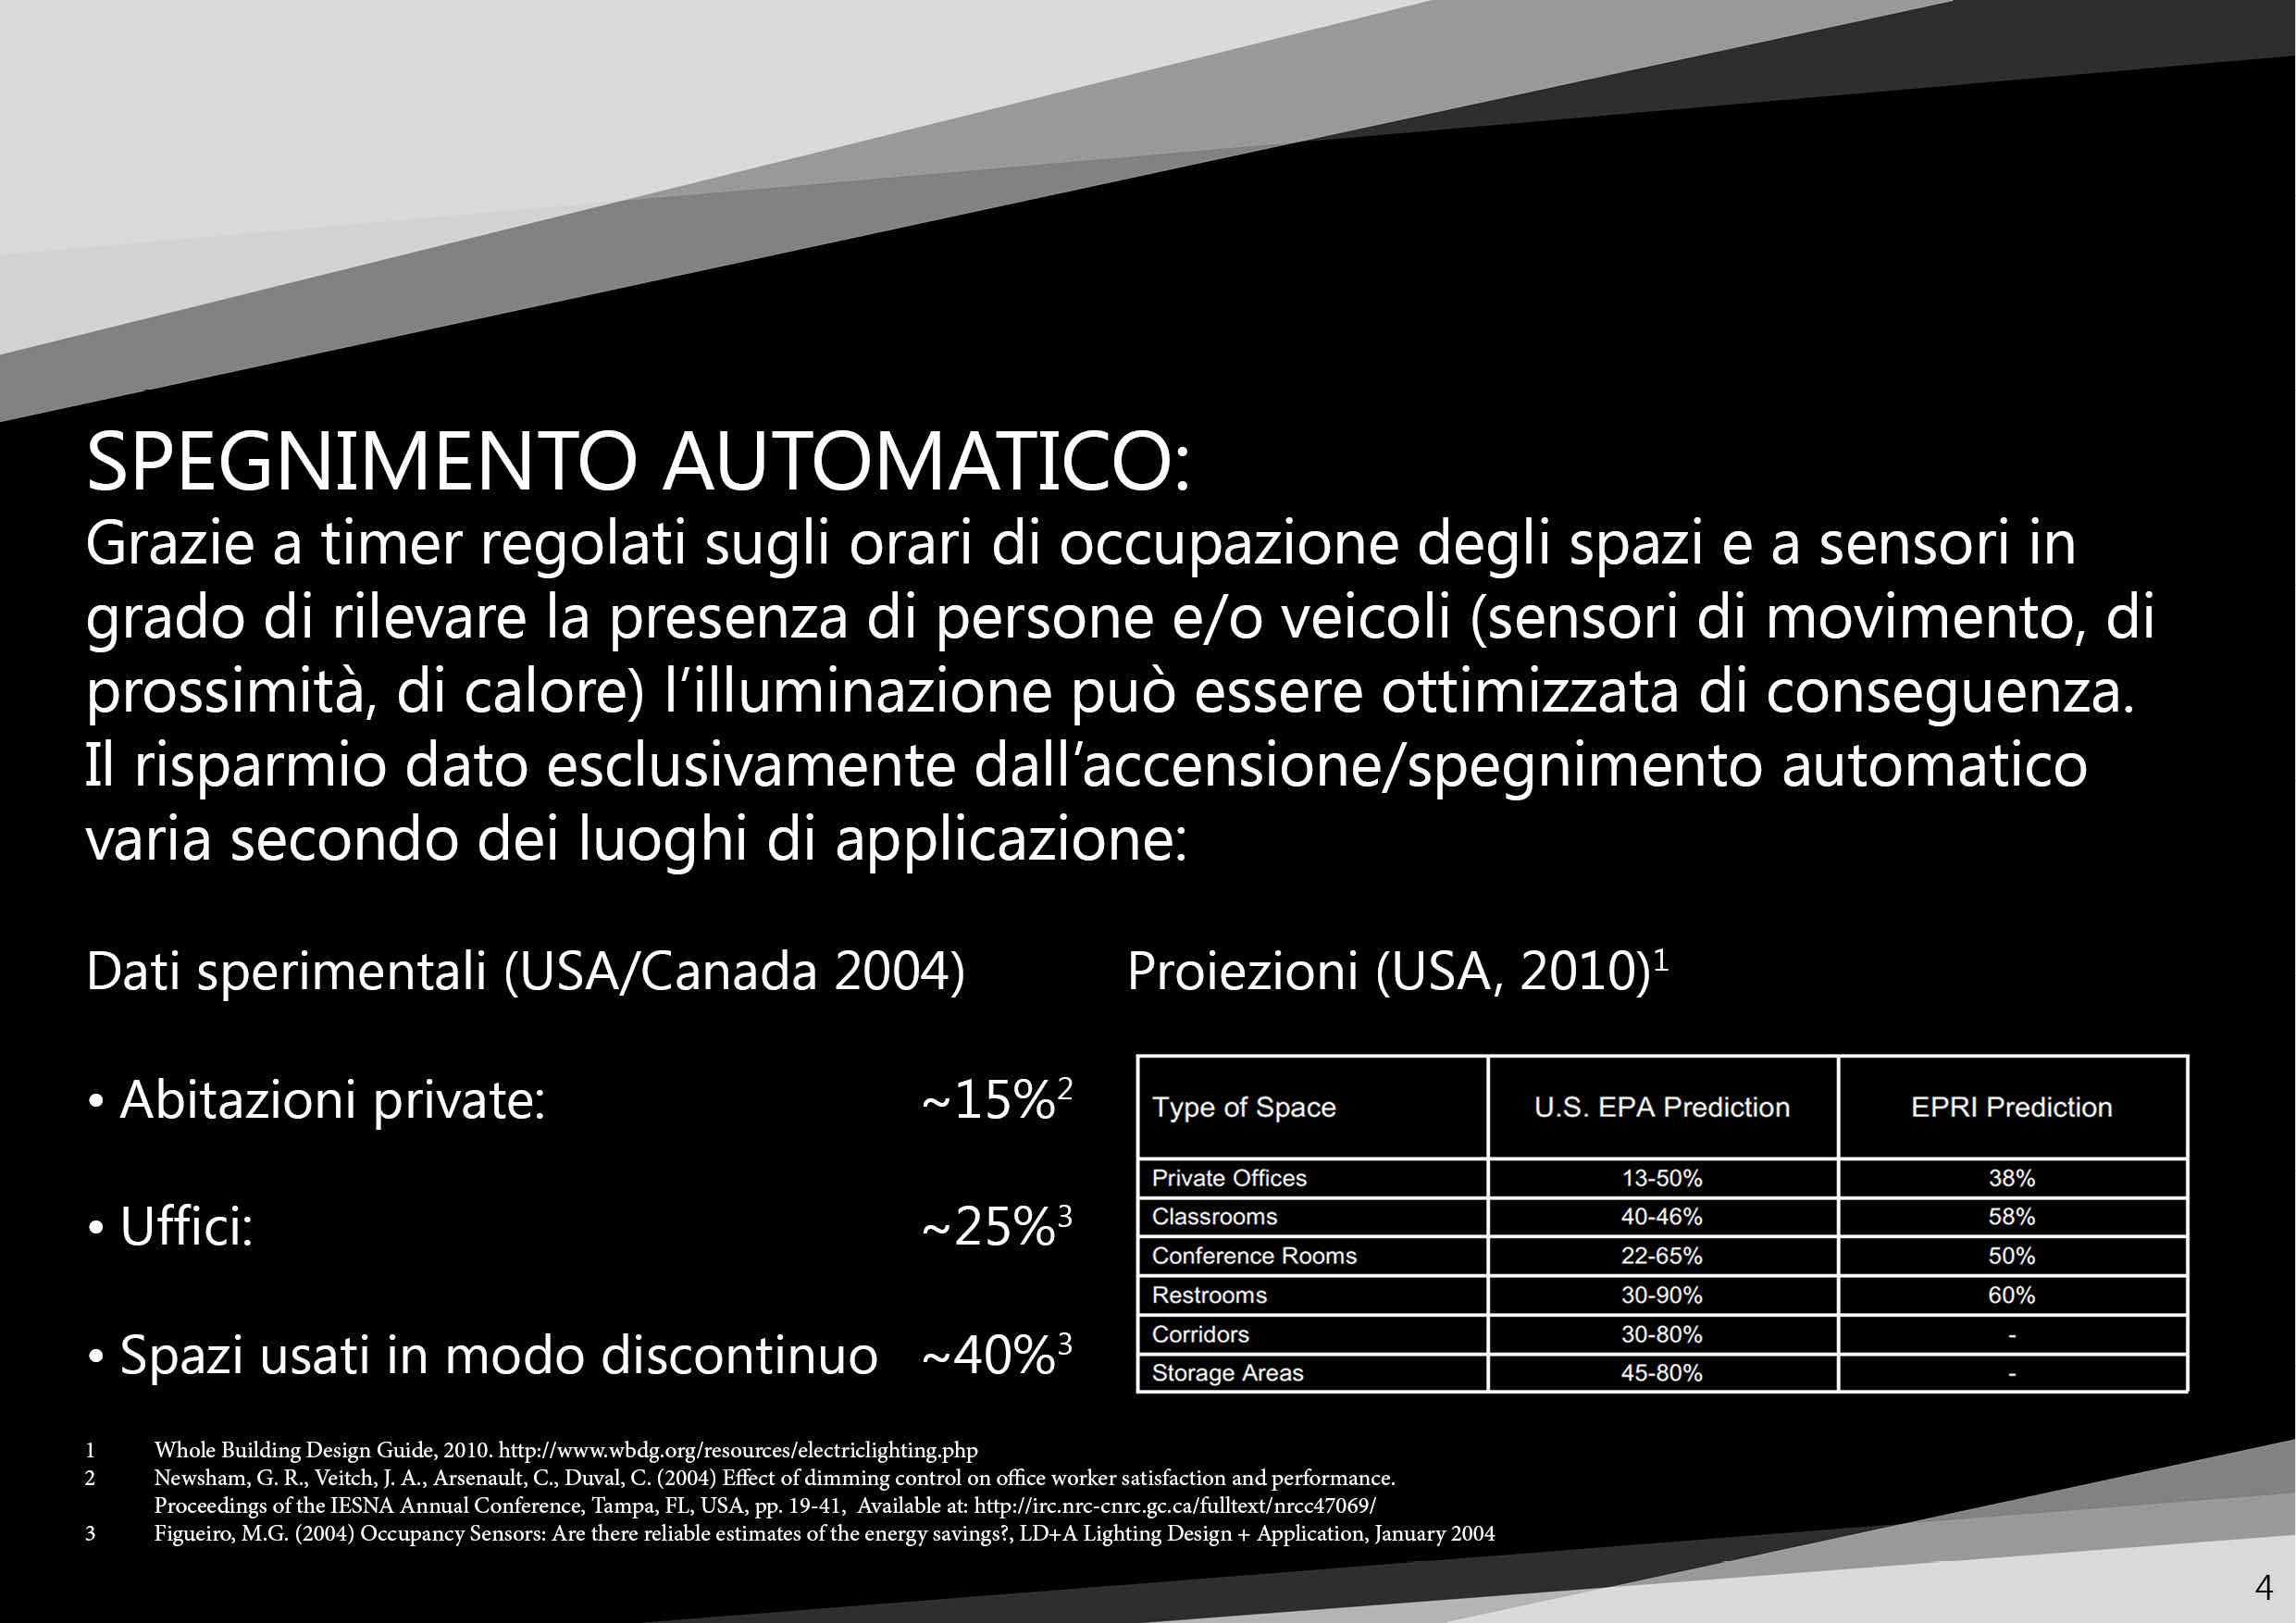 SPEGNIMENTO AUTOMATICO:
Grazie a timer regolati sugli orari di occupazione degli spazi e a sensori in
grado di rilevare la presenza di persone e/o veicoli (sensori di movimento, di
prossimità, di calore) l’illuminazione può essere ottimizzata di conseguenza.
Il risparmio dato esclusivamente dall’accensione/spegnimento automatico
varia secondo dei luoghi di applicazione:
Dati sperimentali (USA/Canada 2004)
• Abitazioni private: ~15%²
• Uffici: ~25%³
• Spazi usati in modo discontinuo ~40%³
Proiezioni (USA, 2010)¹
Type of Space U.S. EPA Prediction EPRI Prediction
Private Offices 13-50% 38%
Classrooms 40-46% 58%
Conference Rooms 22-65% 50%
Restrooms 30-90% 60%
Corridors 30-80% -
Storage Areas 45-80% -
1 Whole Building Design Guide, 2010. http://www.wbdg.org/resources/electriclighting.php
2 Newsham, G. R., Veitch, J. A., Arsenault, C., Duval, C. (2004) Effect of dimming control on office worker satisfaction and performance.
Proceedings of the IESNA Annual Conference, Tampa, FL, USA, pp. 19-41, Available at: http://irc.nrc-cnrc.gc.ca/fulltext/nrcc47069/
3 Figueiro, M.G. (2004) Occupancy Sensors: Are there reliable estimates of the energy savings?, LD+A Lighting Design + Application, January 2004
4